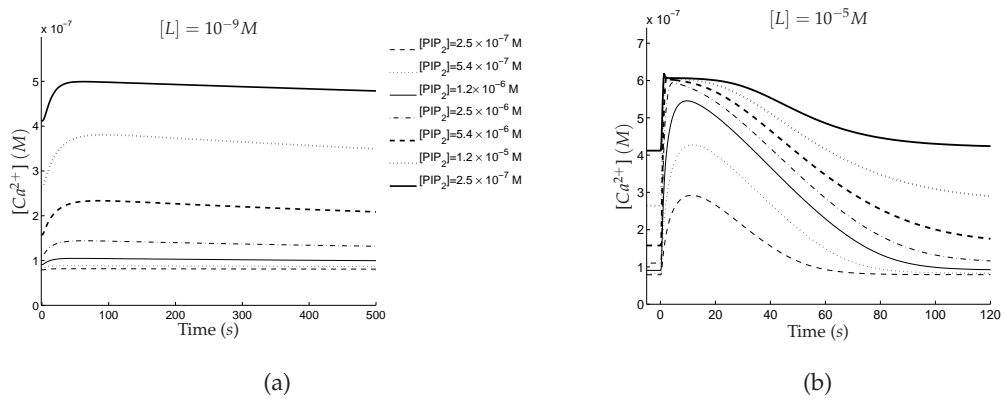 x 10⁻⁷
[L] = 10⁻⁹M
5
4
3
2
1
0
[Ca²⁺] (M)
0 100 200 300 400 500
Time (s)
(a)
[PIP₂]=2.5×10⁻⁷ M
[PIP₂]=5.4×10⁻⁷ M
[PIP₂]=1.2×10⁻⁶ M
[PIP₂]=2.5×10⁻⁶ M
[PIP₂]=5.4×10⁻⁶ M
[PIP₂]=1.2×10⁻⁵ M
[PIP₂]=2.5×10⁻⁷ M
x 10⁻⁷
[L] = 10⁻⁵M
7
6
5
4
3
2
1
0
[Ca²⁺] (M)
0 20 40 60 80 100 120
Time (s)
(b)